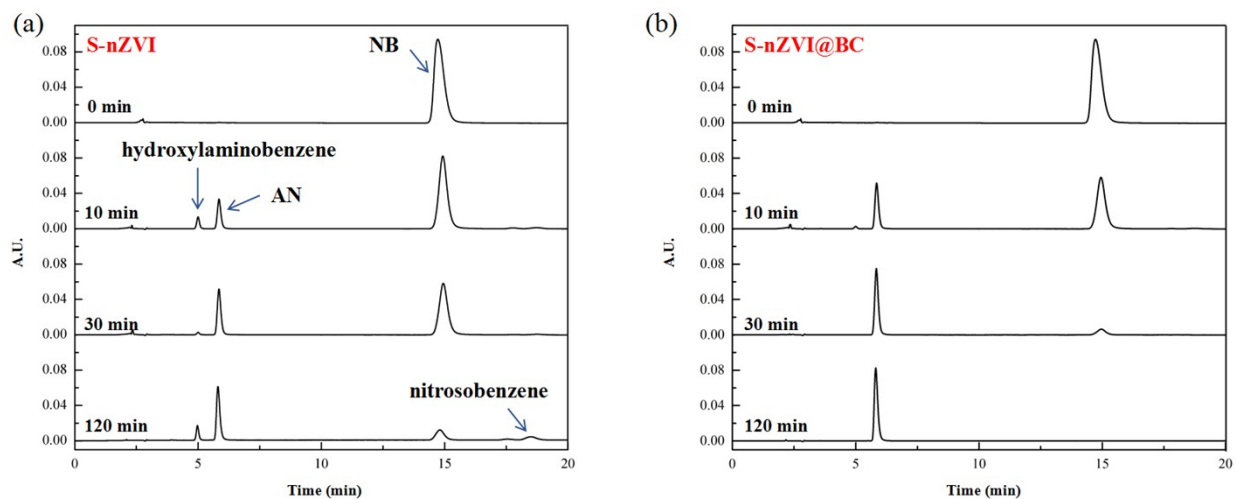 (a)
S-nZVI
NB
0.08
0.04
0 min
0.00
hydroxylaminobenzene
0.08
AN
0.04
10 min
0.00
0.08
0.04
30 min
0.00
0.08
nitrosobenzene
0.04
120 min
0.00
A.U.
0 5 10 15 20
Time (min)
(b)
S-nZVI@BC
0.08
0.04
0 min
0.00
0.08
0.04
10 min
0.00
0.08
0.04
30 min
0.00
0.08
0.04
120 min
0.00
A.U.
0 5 10 15 20
Time (min)